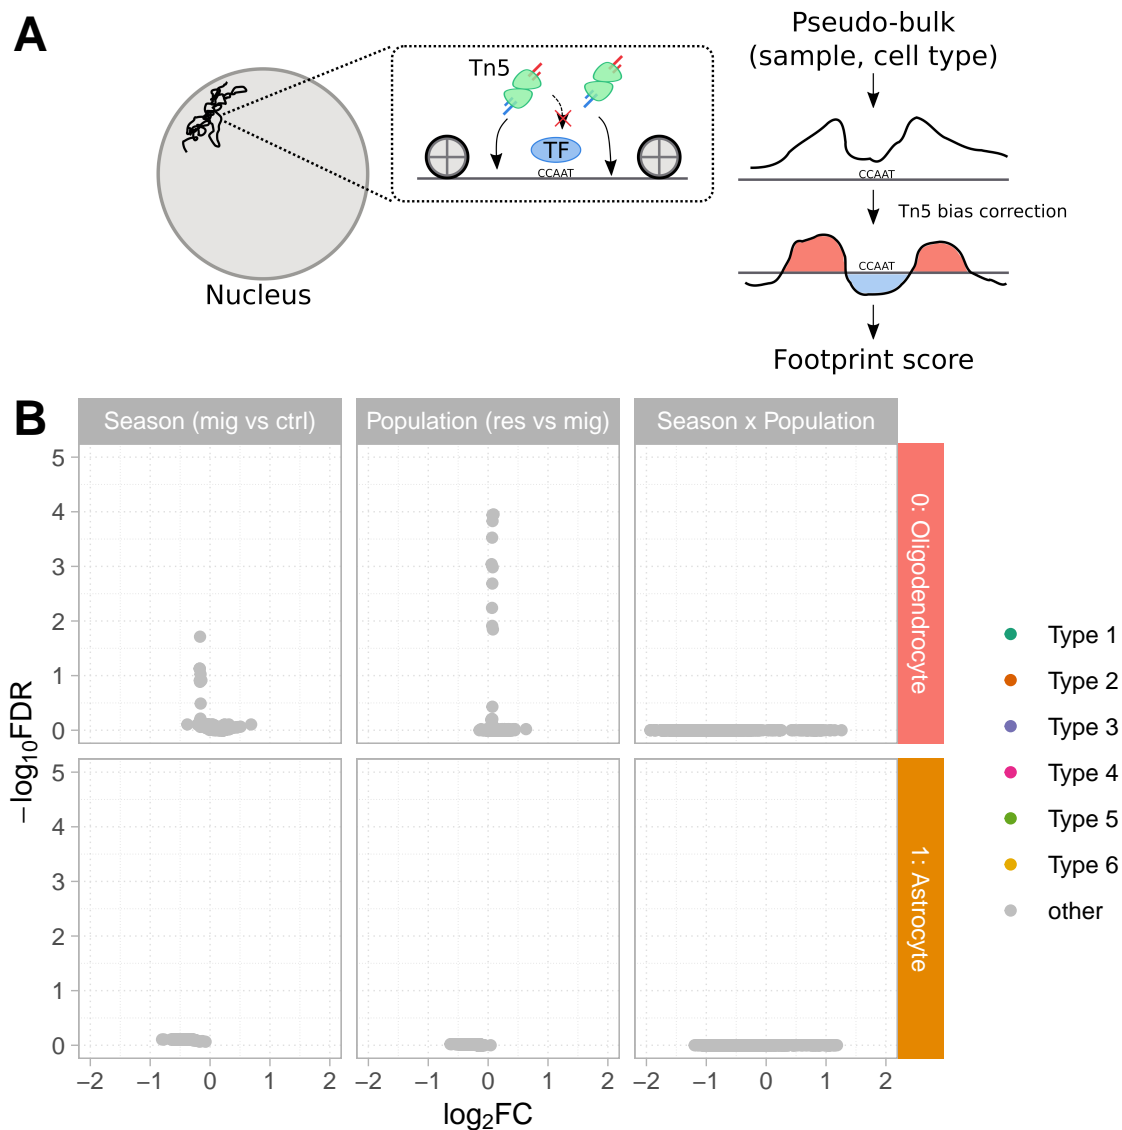 A
Tn5
TF
CCAAT
Nucleus
Pseudo-bulk
(sample, cell type)
CCAAT
Tn5 bias correction
CCAAT
Footprint score
B
Season (mig vs ctrl)
Population (res vs mig)
Season x Population
5
4
3
2
1
0
0: Oligodendrocyte
5
4
3
2
1
0
1: Astrocyte
−log10FDR
−2 −1 0 1 2
−2 −1 0 1 2
−2 −1 0 1 2
log2FC
Type 1
Type 2
Type 3
Type 4
Type 5
Type 6
other